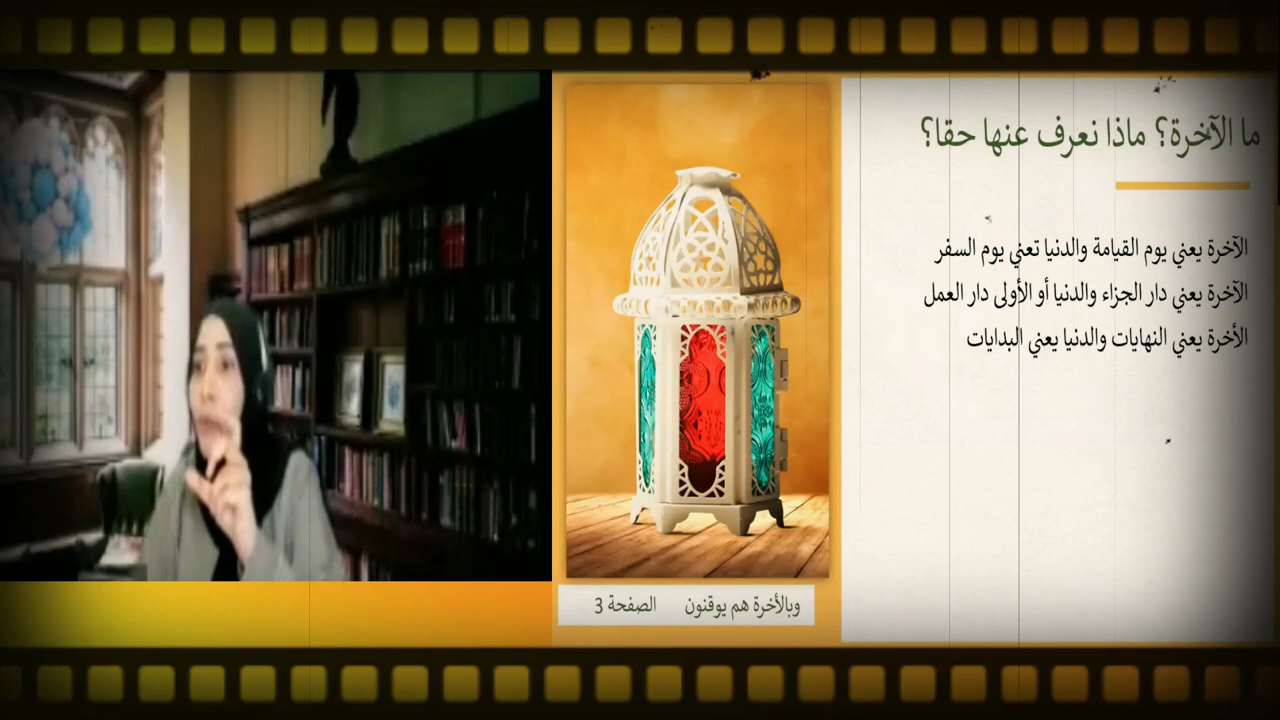 ما الآخرة؟ ماذا نعرف عنها حقا؟
الآخرة يعني يوم القيامة والدنيا تعني يوم السفر
الآخرة يعني دار الجزاء والدنيا أو الأولى دار العمل
الأخرة يعني النهايات والدنيا يعني البدايات
وبالأخرة هم يوقنون الصفحة 3